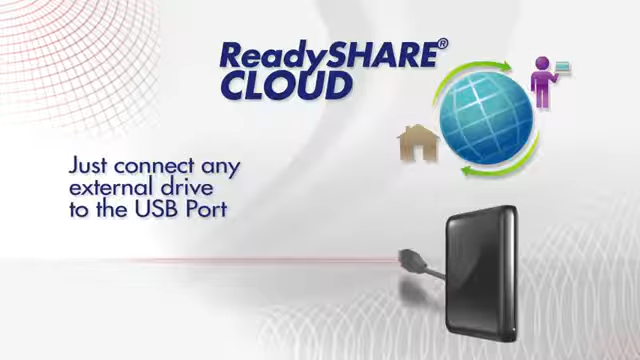 ReadySHARE®
CLOUD
Just connect any
external drive
to the USB Port